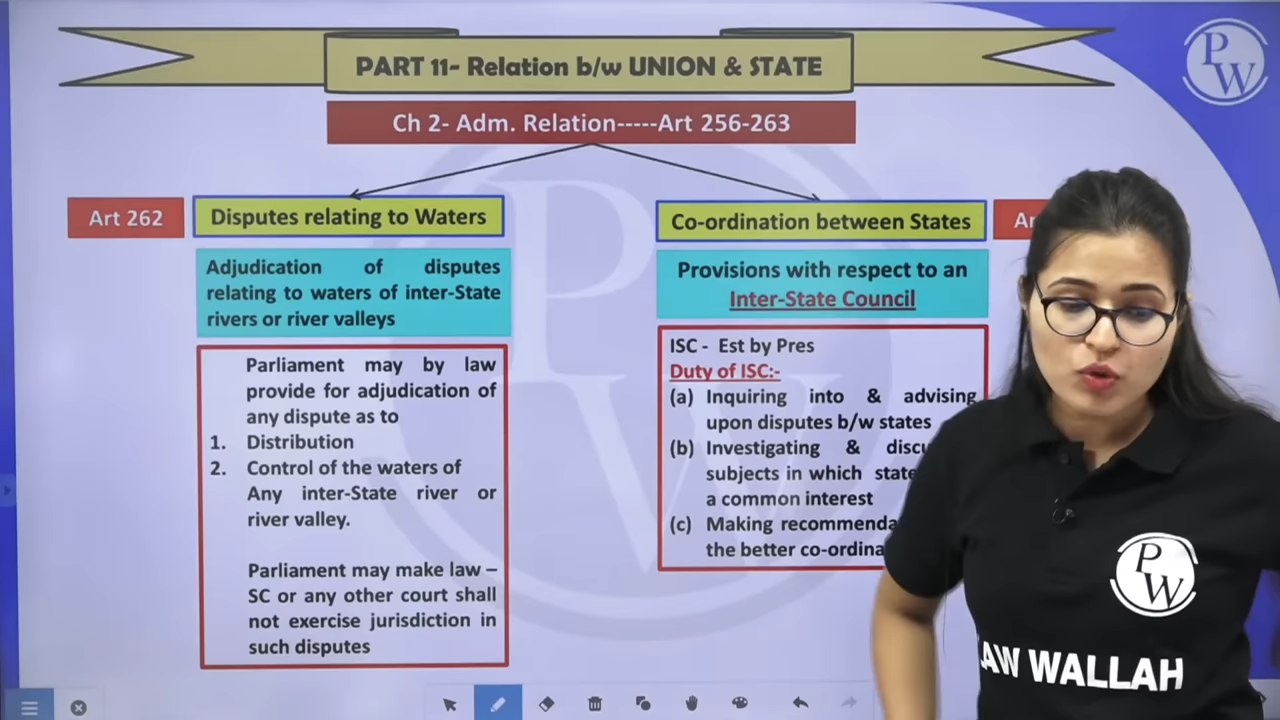 PART 11- Relation b/w UNION & STATE
Ch 2- Adm. Relation-----Art 256-263
Art 262
Disputes relating to Waters
Adjudication of disputes
relating to waters of inter-State
rivers or river valleys
Parliament may by law
provide for adjudication of
any dispute as to
1. Distribution
2. Control of the waters of
Any inter-State river or
river valley.
Parliament may make law –
SC or any other court shall
not exercise jurisdiction in
such disputes
Co-ordination between States
Provisions with respect to an
Inter-State Council
ISC - Est by Pres
Duty of ISC:-
(a) Inquiring into & advising
upon disputes b/w states
(b) Investigating &
subjects in which
a common interest
(c) Making
the better
PW
PW
WALLAH